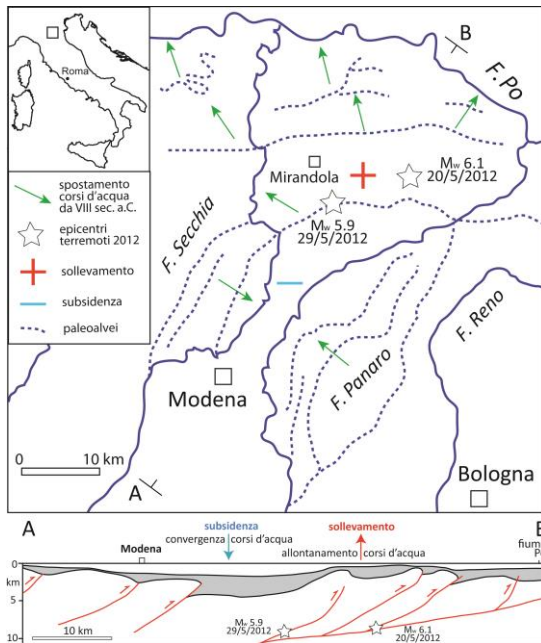 B
F. Po
Roma
Mirandola
Mw 6.1
20/5/2012
Mw 5.9
29/5/2012
spostamento
corsi d'acqua
da VIII sec. a.C.
epicentri
terremoti 2012
sollevamento
subsidenza
paleoalvei
F. Secchia
F. Reno
F. Panaro
Modena
0 10 km
A
Bologna
A
subsidenza
convergenza corsi d'acqua
sollevamento
allontanamento corsi d'acqua
Modena
0
km
5
10
Mw 5.9
29/5/2012
Mw 6.1
20/5/2012
10 km